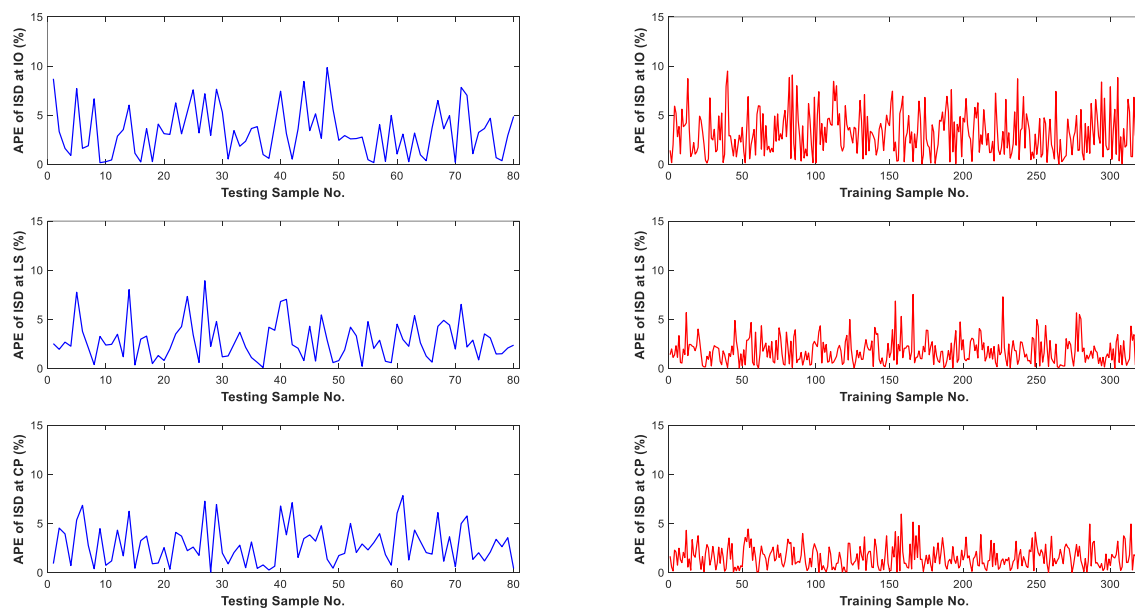 APE of ISD at IO (%)
15
10
5
0
0 10 20 30 40 50 60 70 80
Testing Sample No.
APE of ISD at IO (%)
15
10
5
0
0 50 100 150 200 250 300
Training Sample No.
APE of ISD at LS (%)
15
10
5
0
0 10 20 30 40 50 60 70 80
Testing Sample No.
APE of ISD at LS (%)
15
10
5
0
0 50 100 150 200 250 300
Training Sample No.
APE of ISD at CP (%)
15
10
5
0
0 10 20 30 40 50 60 70 80
Testing Sample No.
APE of ISD at CP (%)
15
10
5
0
0 50 100 150 200 250 300
Training Sample No.